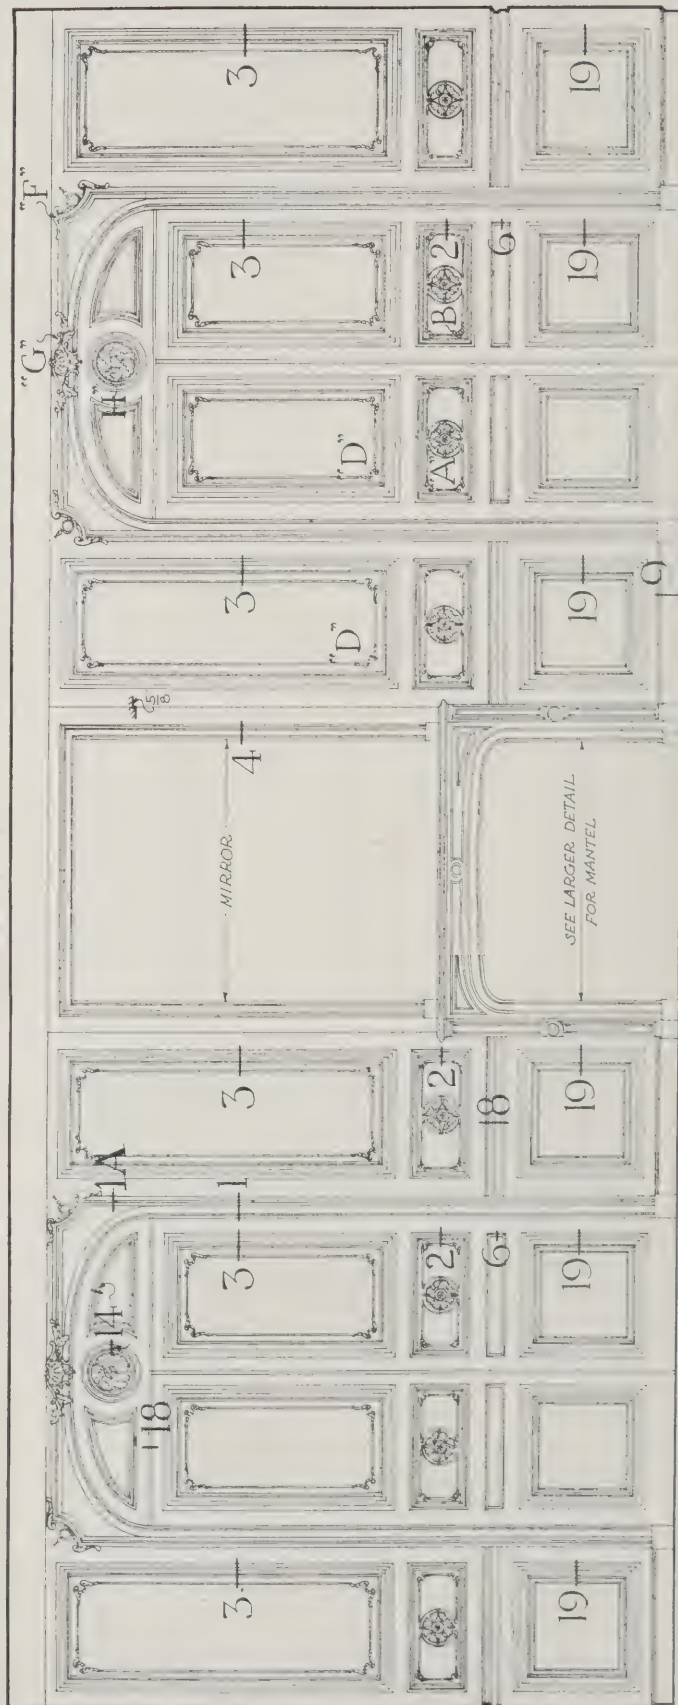 "G" "F"
14 1A "H"
18 5/8
3 3 1 3 MIRROR 4 3 3 3
"D" "D"
2 2 "A" B 2
6 18 6
19 19 19 SEE LARGER DETAIL 19 19 19
FOR MANTEL
9